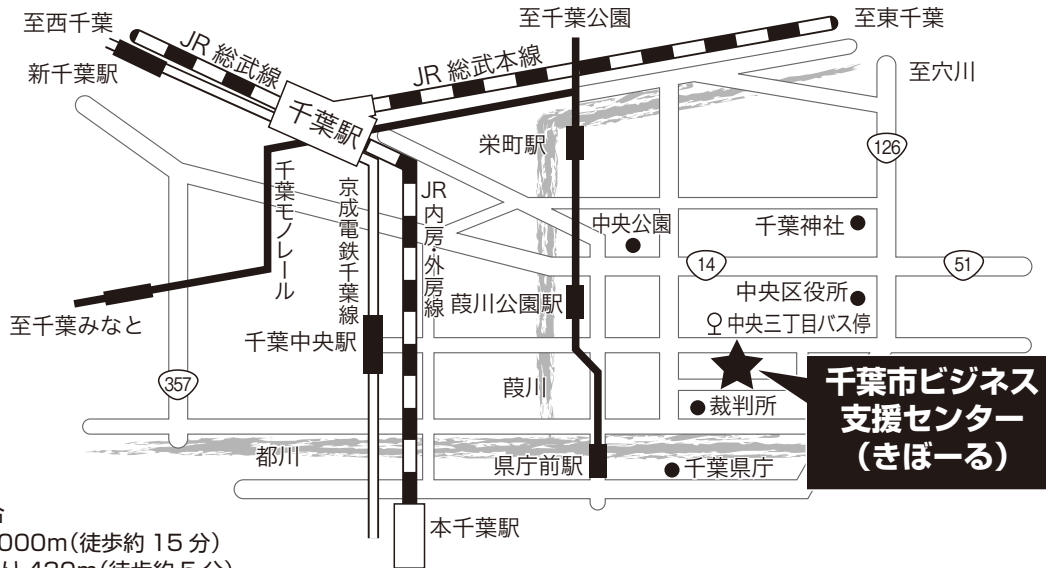 至西千葉
JR 総武線
至千葉公園
至東千葉
新千葉駅
JR 総武本線
至穴川
千葉駅
栄町駅
126
千葉モノレール
京成電鉄千葉線
JR内房・外房線
中央公園
千葉神社
14
51
葭川公園駅
中央区役所
至千葉みなと
千葉中央駅
中央三丁目バス停
357
葭川
裁判所
千葉市ビジネス
支援センター
(きぼーる)
都川
県庁前駅
千葉県庁
本千葉駅
000m(徒歩約 15 分)
420m(徒歩約 5 分)